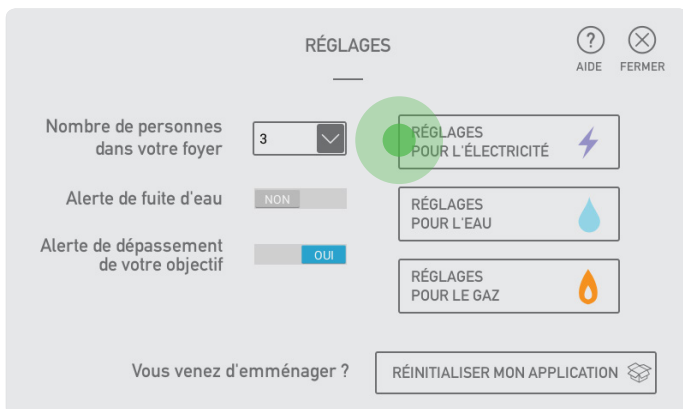 RÉGLAGES
AIDE
FERMER
Nombre de personnes
dans votre foyer
3
RÉGLAGES
POUR L'ÉLECTRICITÉ
Alerte de fuite d'eau
NON
RÉGLAGES
POUR L'EAU
Alerte de dépassement
de votre objectif
OUI
RÉGLAGES
POUR LE GAZ
Vous venez d'emménager ?
RÉINITIALISER MON APPLICATION